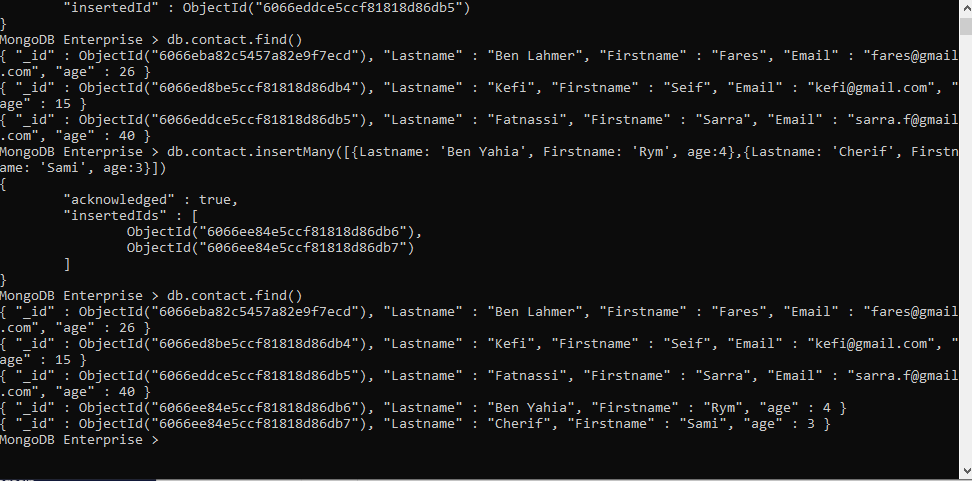 "insertedId" : ObjectId("6066eddce5ccf81818d86db5")
}
MongoDB Enterprise > db.contact.find()
{ "_id" : ObjectId("6066eba82c5457a82e9f7ecd"), "Lastname" : "Ben Lahmer", "Firstname" : "Fares", "Email" : "fares@gmail
.com", "age" : 26 }
{ "_id" : ObjectId("6066ed8be5ccf81818d86db4"), "Lastname" : "Kefi", "Firstname" : "Seif", "Email" : "kefi@gmail.com", "
age" : 15 }
{ "_id" : ObjectId("6066eddce5ccf81818d86db5"), "Lastname" : "Fatnassi", "Firstname" : "Sarra", "Email" : "sarra.f@gmail
.com", "age" : 40 }
MongoDB Enterprise > db.contact.insertMany([{Lastname: 'Ben Yahia', Firstname: 'Rym', age:4},{Lastname: 'Cherif', Firstn
ame: 'Sami', age:3}])
{
"acknowledged" : true,
"insertedIds" : [
ObjectId("6066ee84e5ccf81818d86db6"),
ObjectId("6066ee84e5ccf81818d86db7")
]
}
MongoDB Enterprise > db.contact.find()
{ "_id" : ObjectId("6066eba82c5457a82e9f7ecd"), "Lastname" : "Ben Lahmer", "Firstname" : "Fares", "Email" : "fares@gmail
.com", "age" : 26 }
{ "_id" : ObjectId("6066ed8be5ccf81818d86db4"), "Lastname" : "Kefi", "Firstname" : "Seif", "Email" : "kefi@gmail.com", "
age" : 15 }
{ "_id" : ObjectId("6066eddce5ccf81818d86db5"), "Lastname" : "Fatnassi", "Firstname" : "Sarra", "Email" : "sarra.f@gmail
.com", "age" : 40 }
{ "_id" : ObjectId("6066ee84e5ccf81818d86db6"), "Lastname" : "Ben Yahia", "Firstname" : "Rym", "age" : 4 }
{ "_id" : ObjectId("6066ee84e5ccf81818d86db7"), "Lastname" : "Cherif", "Firstname" : "Sami", "age" : 3 }
MongoDB Enterprise >